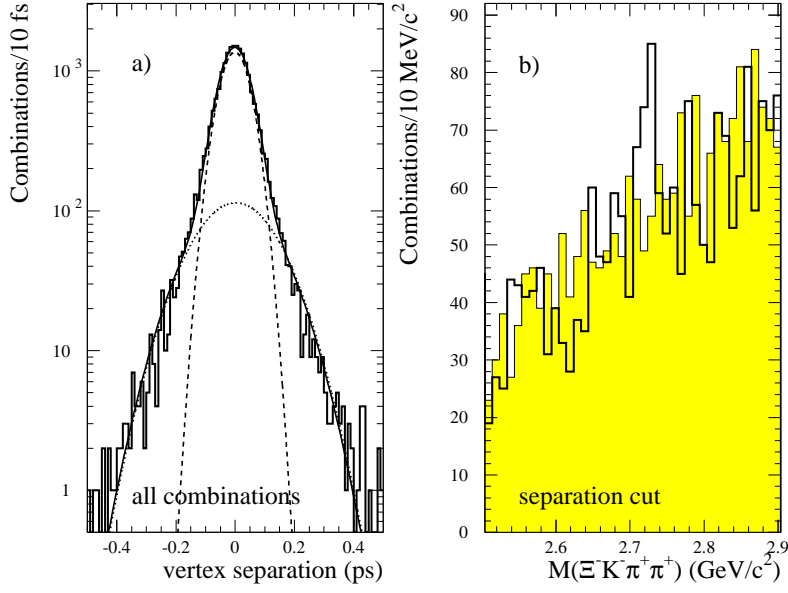 Combinations/10 fs
a)
10³
10²
10
1
all combinations
-0.4 -0.2 0 0.2 0.4
vertex separation (ps)
Combinations/10 MeV/c²
b)
90
80
70
60
50
40
30
20
10
0
separation cut
2.6 2.7 2.8 2.9
M(Ξ⁻K⁻π⁺π⁺) (GeV/c²)